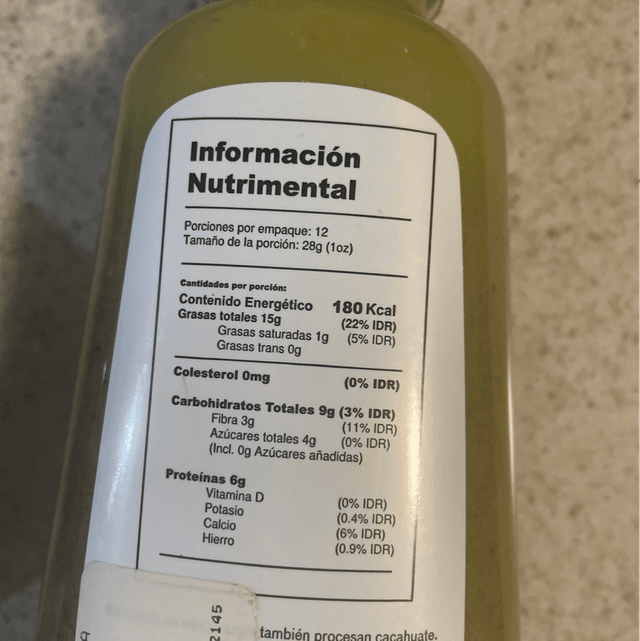 Información
Nutrimental
Porciones por empaque: 12
Tamaño de la porción: 28g (1oz)
Cantidades por porción:
Contenido Energético 180 Kcal
Grasas totales 15g (22% IDR)
Grasas saturadas 1g (5% IDR)
Grasas trans 0g
Colesterol 0mg (0% IDR)
Carbohidratos Totales 9g (3% IDR)
Fibra 3g (11% IDR)
Azúcares totales 4g (0% IDR)
(Incl. 0g Azúcares añadidas)
Proteínas 6g
Vitamina D (0% IDR)
Potasio (0.4% IDR)
Calcio (6% IDR)
Hierro (0.9% IDR)
también procesan cacahuate.
2145